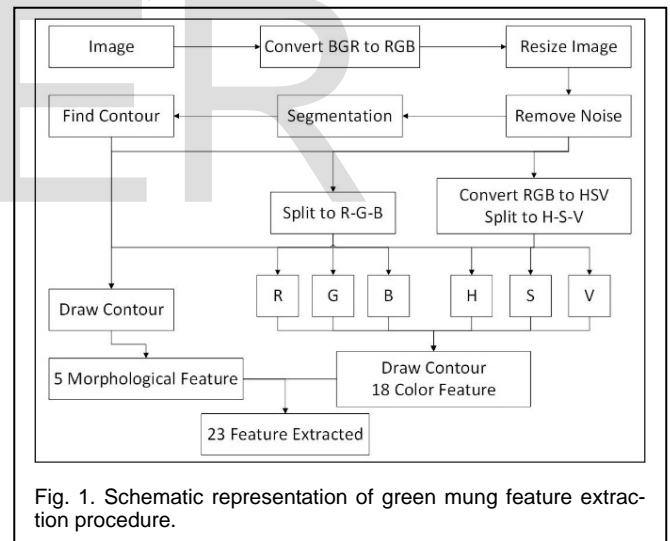 ER
Image
Convert BGR to RGB
Resize Image
Find Contour
Segmentation
Remove Noise
Split to R-G-B
Convert RGB to HSV
Split to H-S-V
R
G
B
H
S
V
Draw Contour
5 Morphological Feature
Draw Contour
18 Color Feature
23 Feature Extracted
Fig. 1. Schematic representation of green mung feature extrac-
tion procedure.